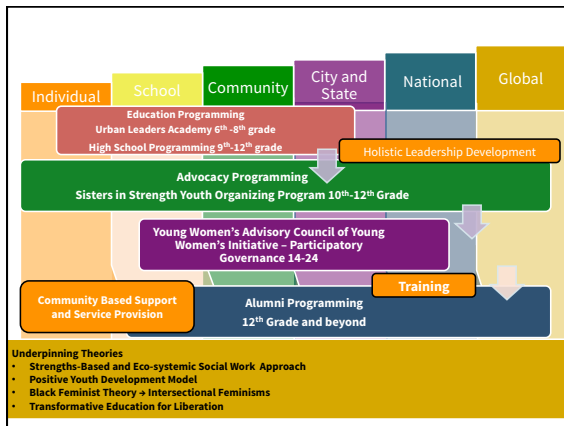 Individual
School
Community
City and
State
National
Global
Education Programming
Urban Leaders Academy 6th -8th grade
High School Programming 9th-12th grade
Holistic Leadership Development
Advocacy Programming
Sisters in Strength Youth Organizing Program 10th-12th Grade
Young Women's Advisory Council of Young
Women's Initiative – Participatory
Governance 14-24
Training
Community Based Support
and Service Provision
Alumni Programming
12th Grade and beyond
Underpinning Theories
• Strengths-Based and Eco-systemic Social Work Approach
• Positive Youth Development Model
• Black Feminist Theory → Intersectional Feminisms
• Transformative Education for Liberation